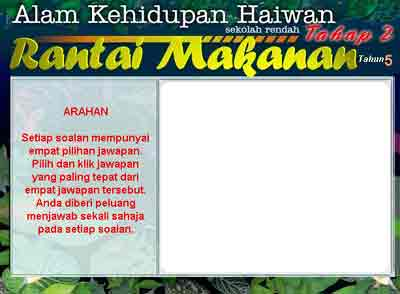 Alam Kehidupan Haiwan
sekolah rendah Tahap 2
Rantai Makanan Tahun 5
ARAHAN
Setiap soalan mempunyai
empat pilihan jawapan.
Pilih dan klik jawapan
yang paling tepat dari
empat jawapan tersebut.
Anda diberi peluang
menjawab sekali sahaja
pada setiap soalan.